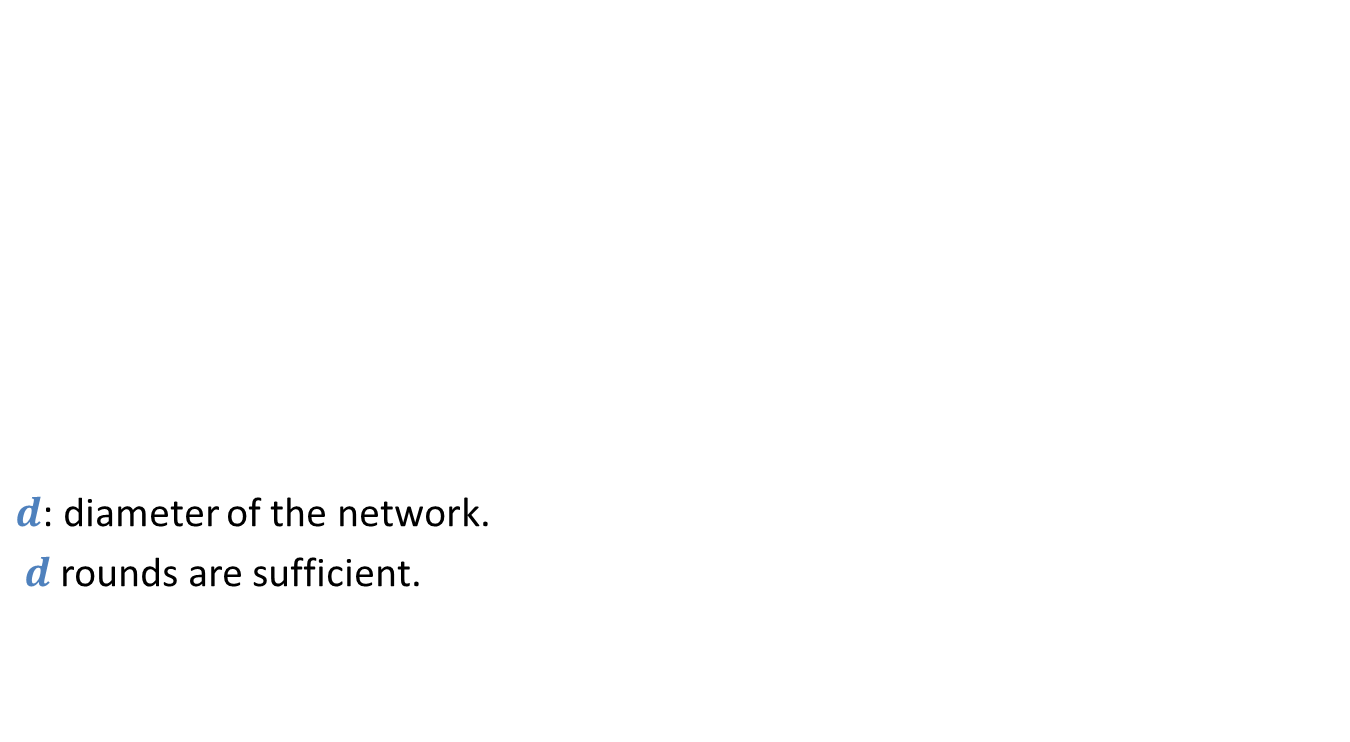 d: diameter of the network.
d rounds are sufficient.